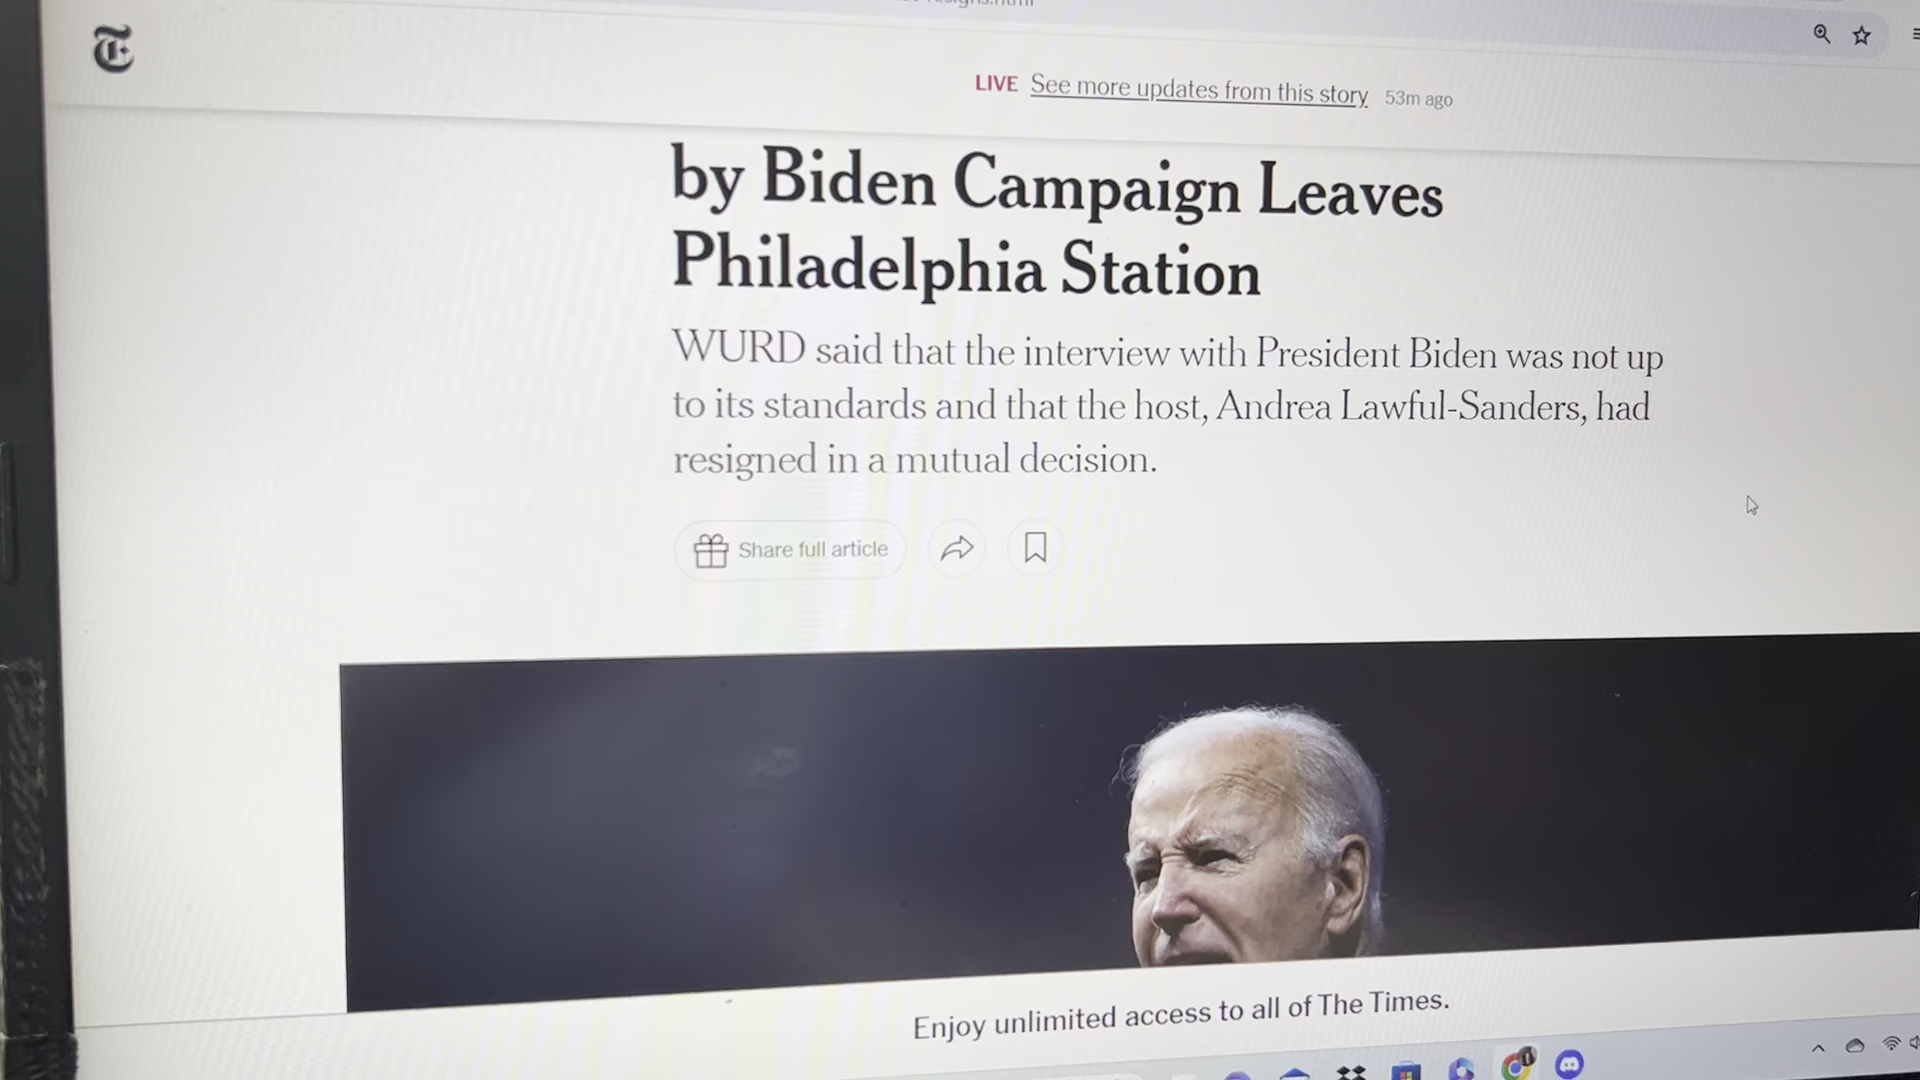 LIVE See more updates from this story 53m ago
by Biden Campaign Leaves
Philadelphia Station
WURD said that the interview with President Biden was not up
to its standards and that the host, Andrea Lawful-Sanders, had
resigned in a mutual decision.
Share full article
Enjoy unlimited access to all of The Times.